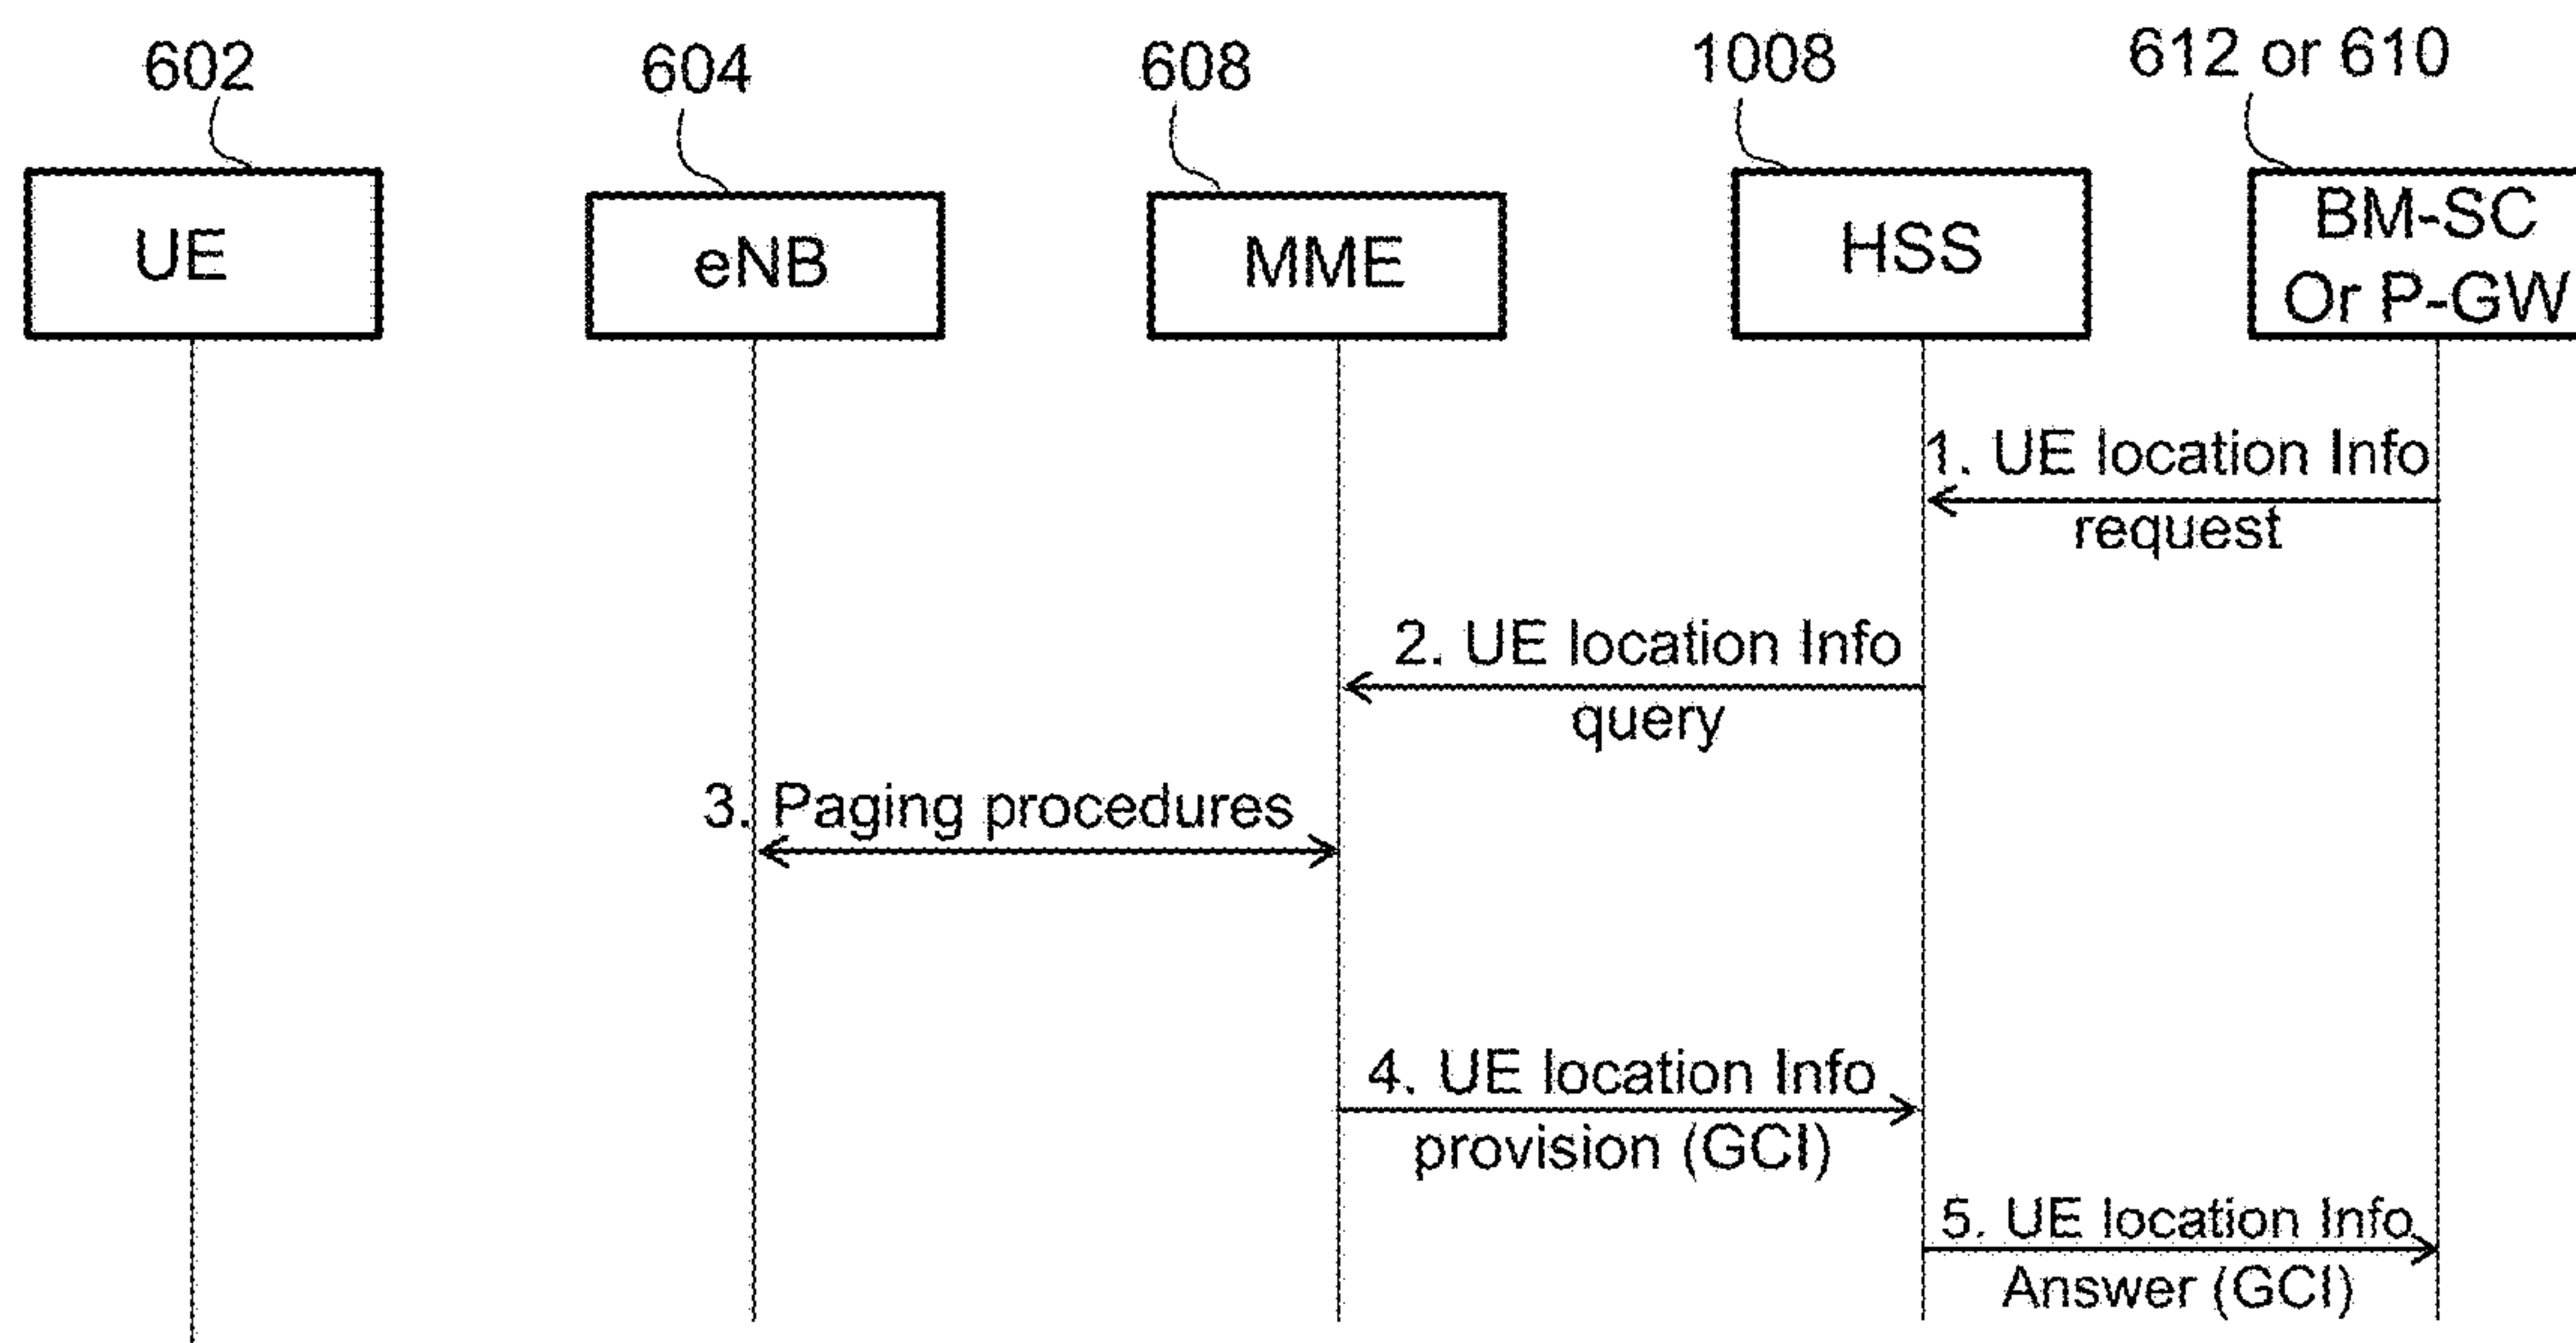 602
604
608
1008
612 or 610
UE
eNB
MME
HSS
BM-SC
Or P-GW
1. UE location Info
request
2. UE location Info
query
3. Paging procedures
4. UE location Info
provision (GCI)
5. UE location Info
Answer (GCI)